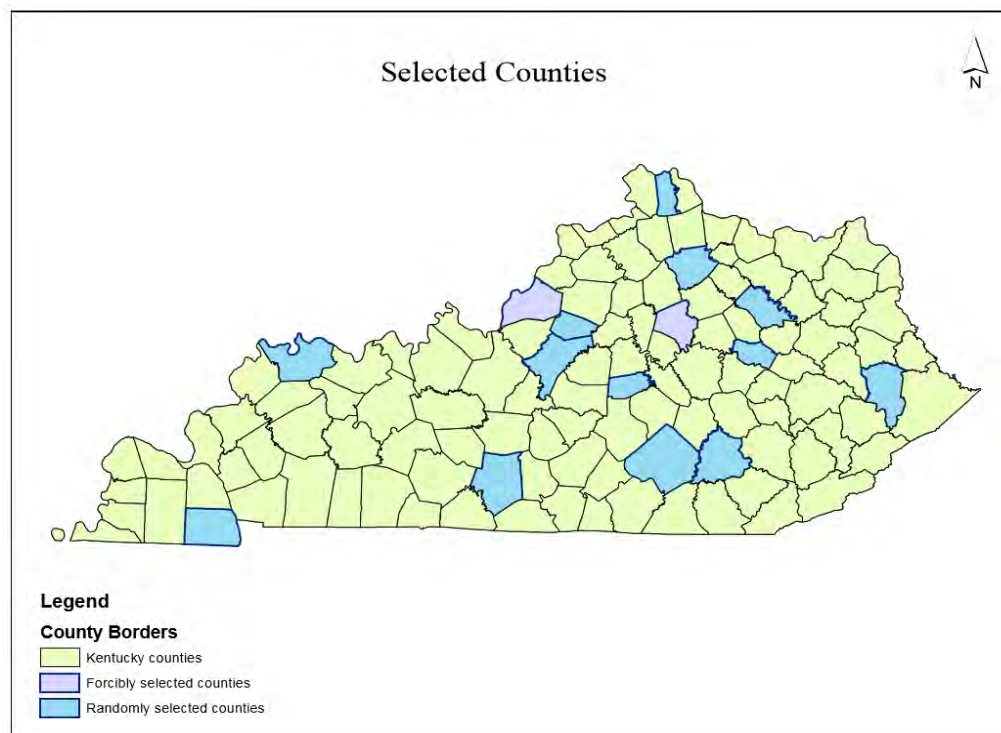 Selected Counties
N
Legend
County Borders
Kentucky counties
Forcibly selected counties
Randomly selected counties